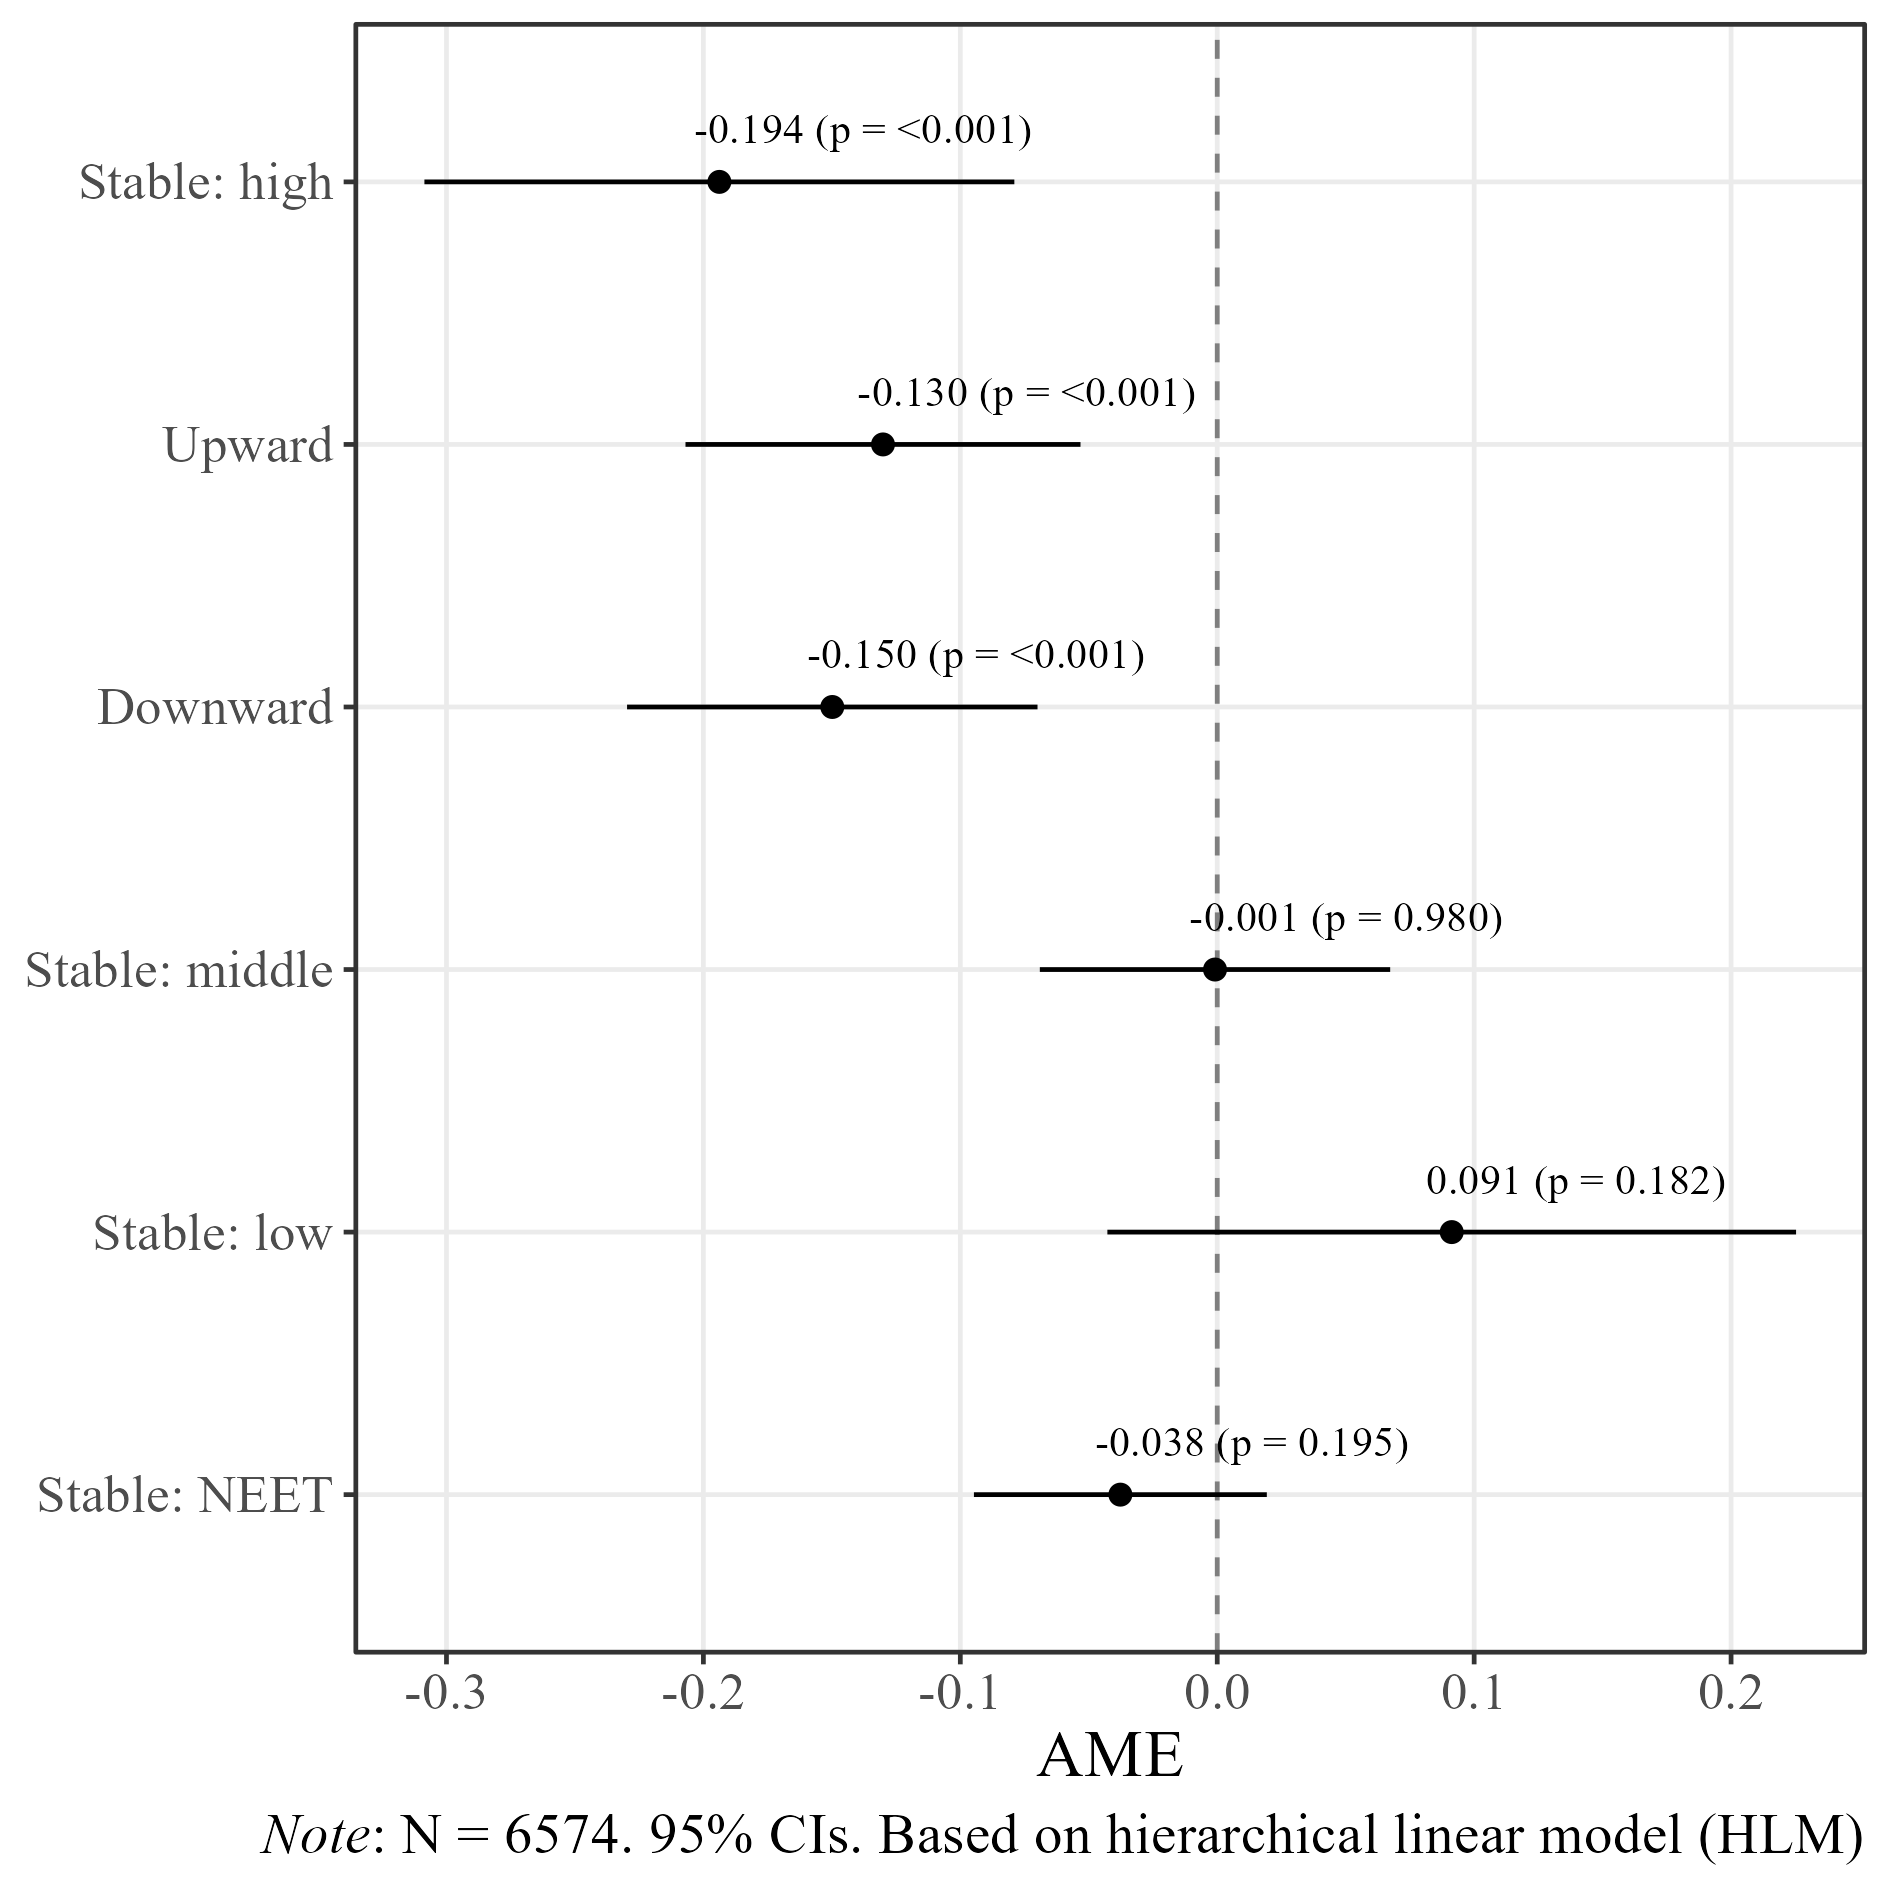 -0.194 (p = <0.001)
Stable: high
-0.130 (p = <0.001)
Upward
-0.150 (p = <0.001)
Downward
-0.001 (p = 0.980)
Stable: middle
0.091 (p = 0.182)
Stable: low
-0.038 (p = 0.195)
Stable: NEET
-0.3 -0.2 -0.1 0.0 0.1 0.2
AME
Note: N = 6574. 95% CIs. Based on hierarchical linear model (HLM)